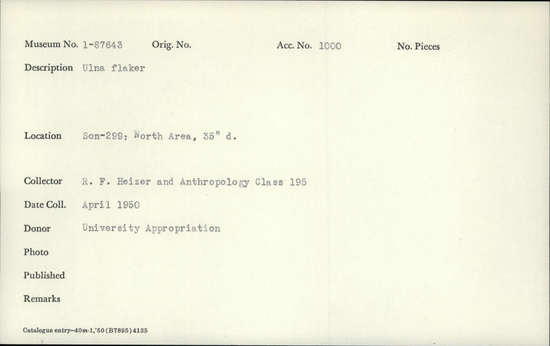 Museum No. 1-87643 Orig. No. Acc. No. 1000 No. Pieces
Description Ulna flaker
Location Son-299; North Area, 35" d.
Collector R. F. Heizer and Anthropology Class 195
Date Coll. April 1950
Donor University Appropriation
Photo
Published
Remarks
Catalogue entry—40m-1,'50 (B7895) 4135